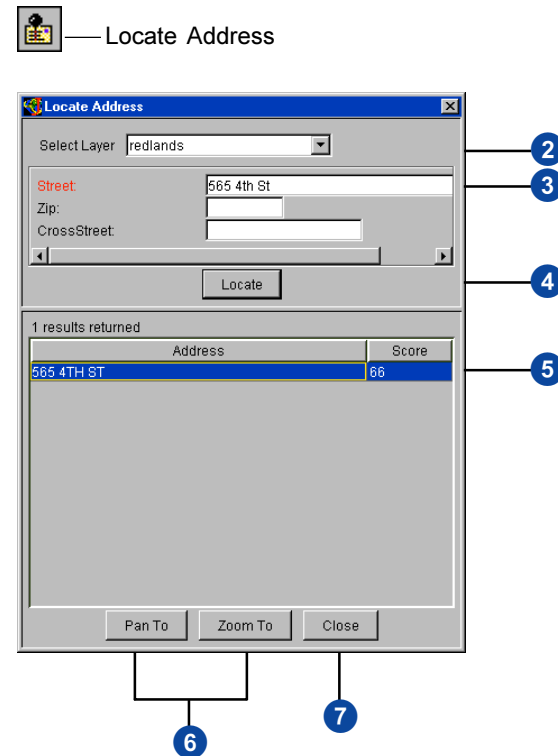 Locate Address
Locate Address
Select Layer redlands
2
Street: 565 4th St
3
Zip:
CrossStreet:
Locate
4
1 results returned
Address Score
565 4TH ST 66
5
Pan To Zoom To Close
6
7